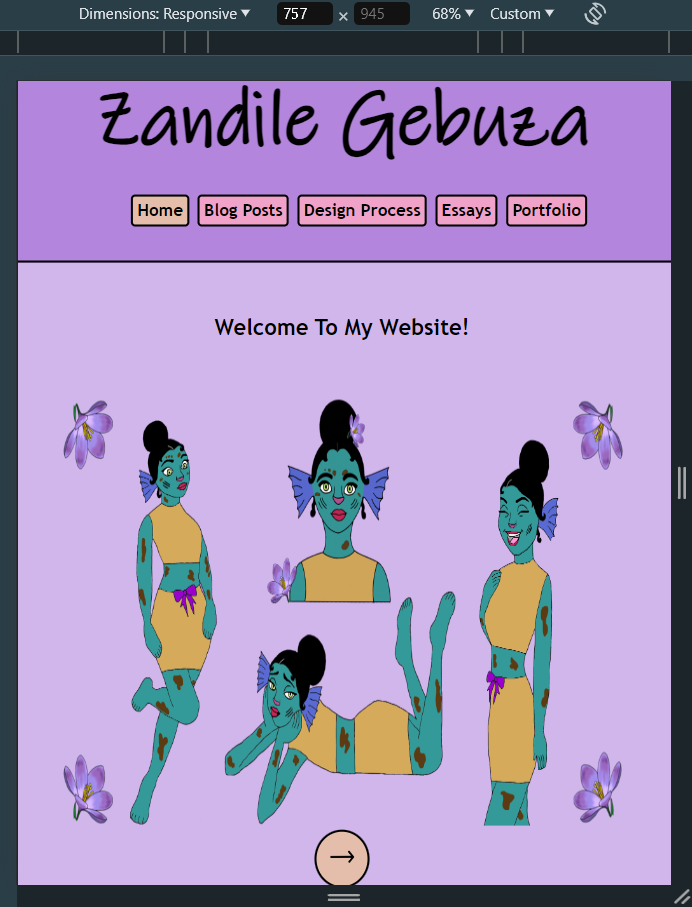 Dimensions: Responsive ▼ 757 × 945 68% ▼ Custom ▼
Zandile Gebuza
Home Blog Posts Design Process Essays Portfolio
Welcome To My Website!
→